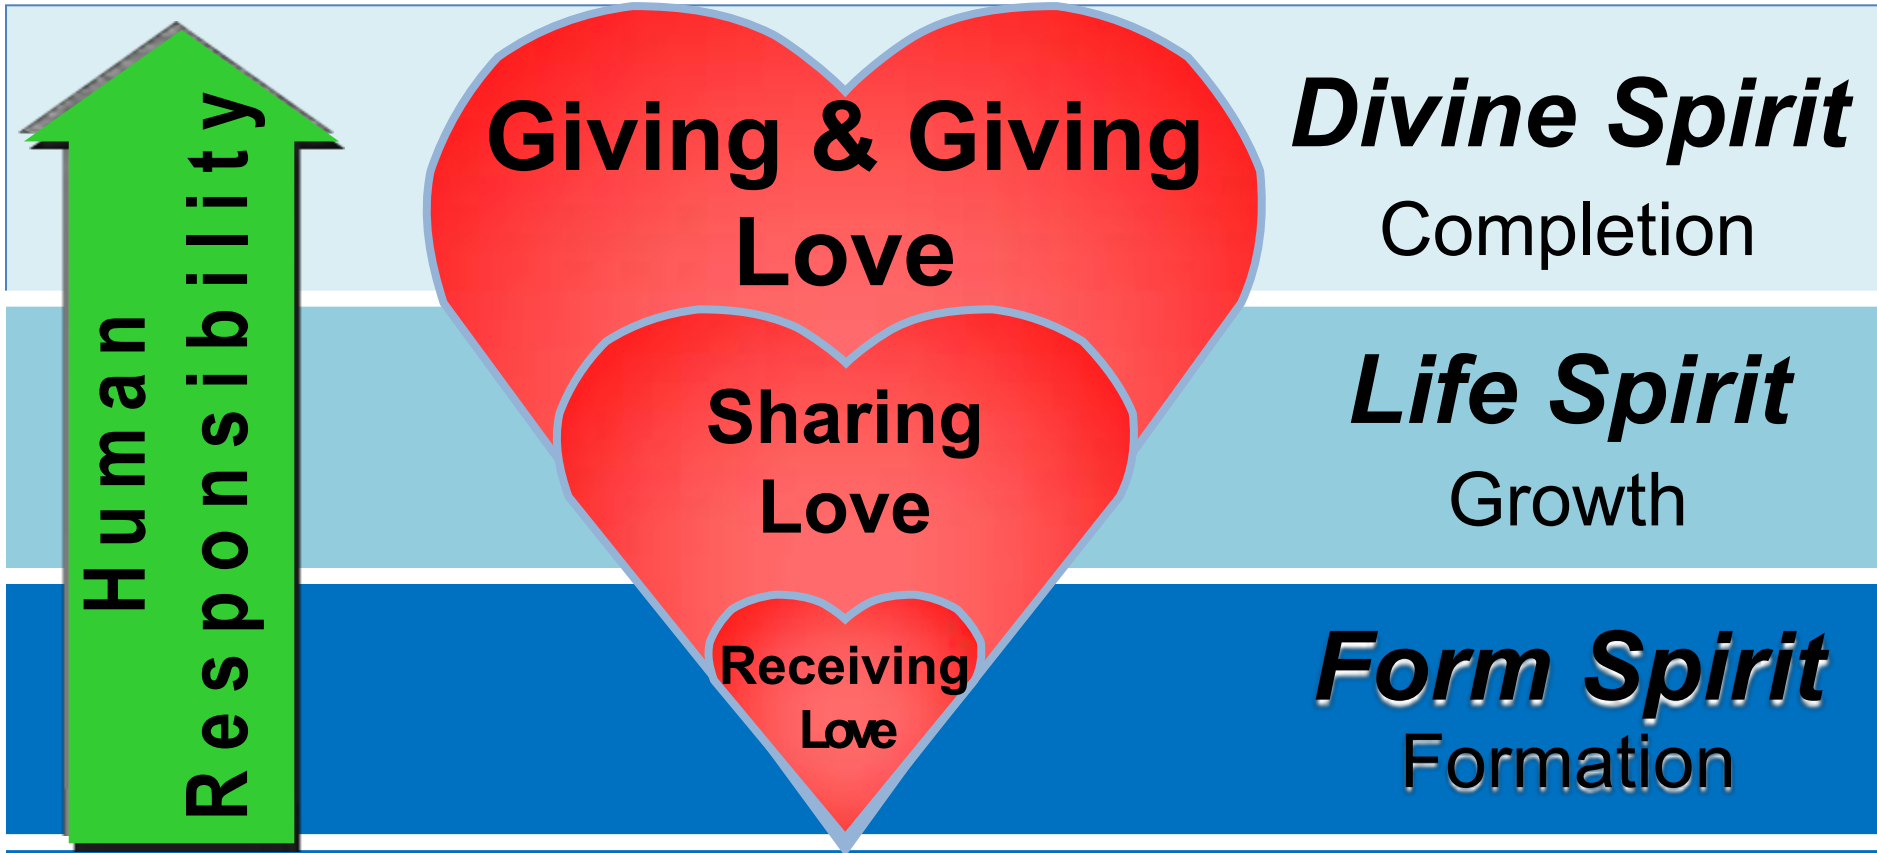 Human
Responsibility
Giving & Giving
Love
Divine Spirit
Completion
Sharing
Love
Life Spirit
Growth
Receiving
Love
Form Spirit
Formation